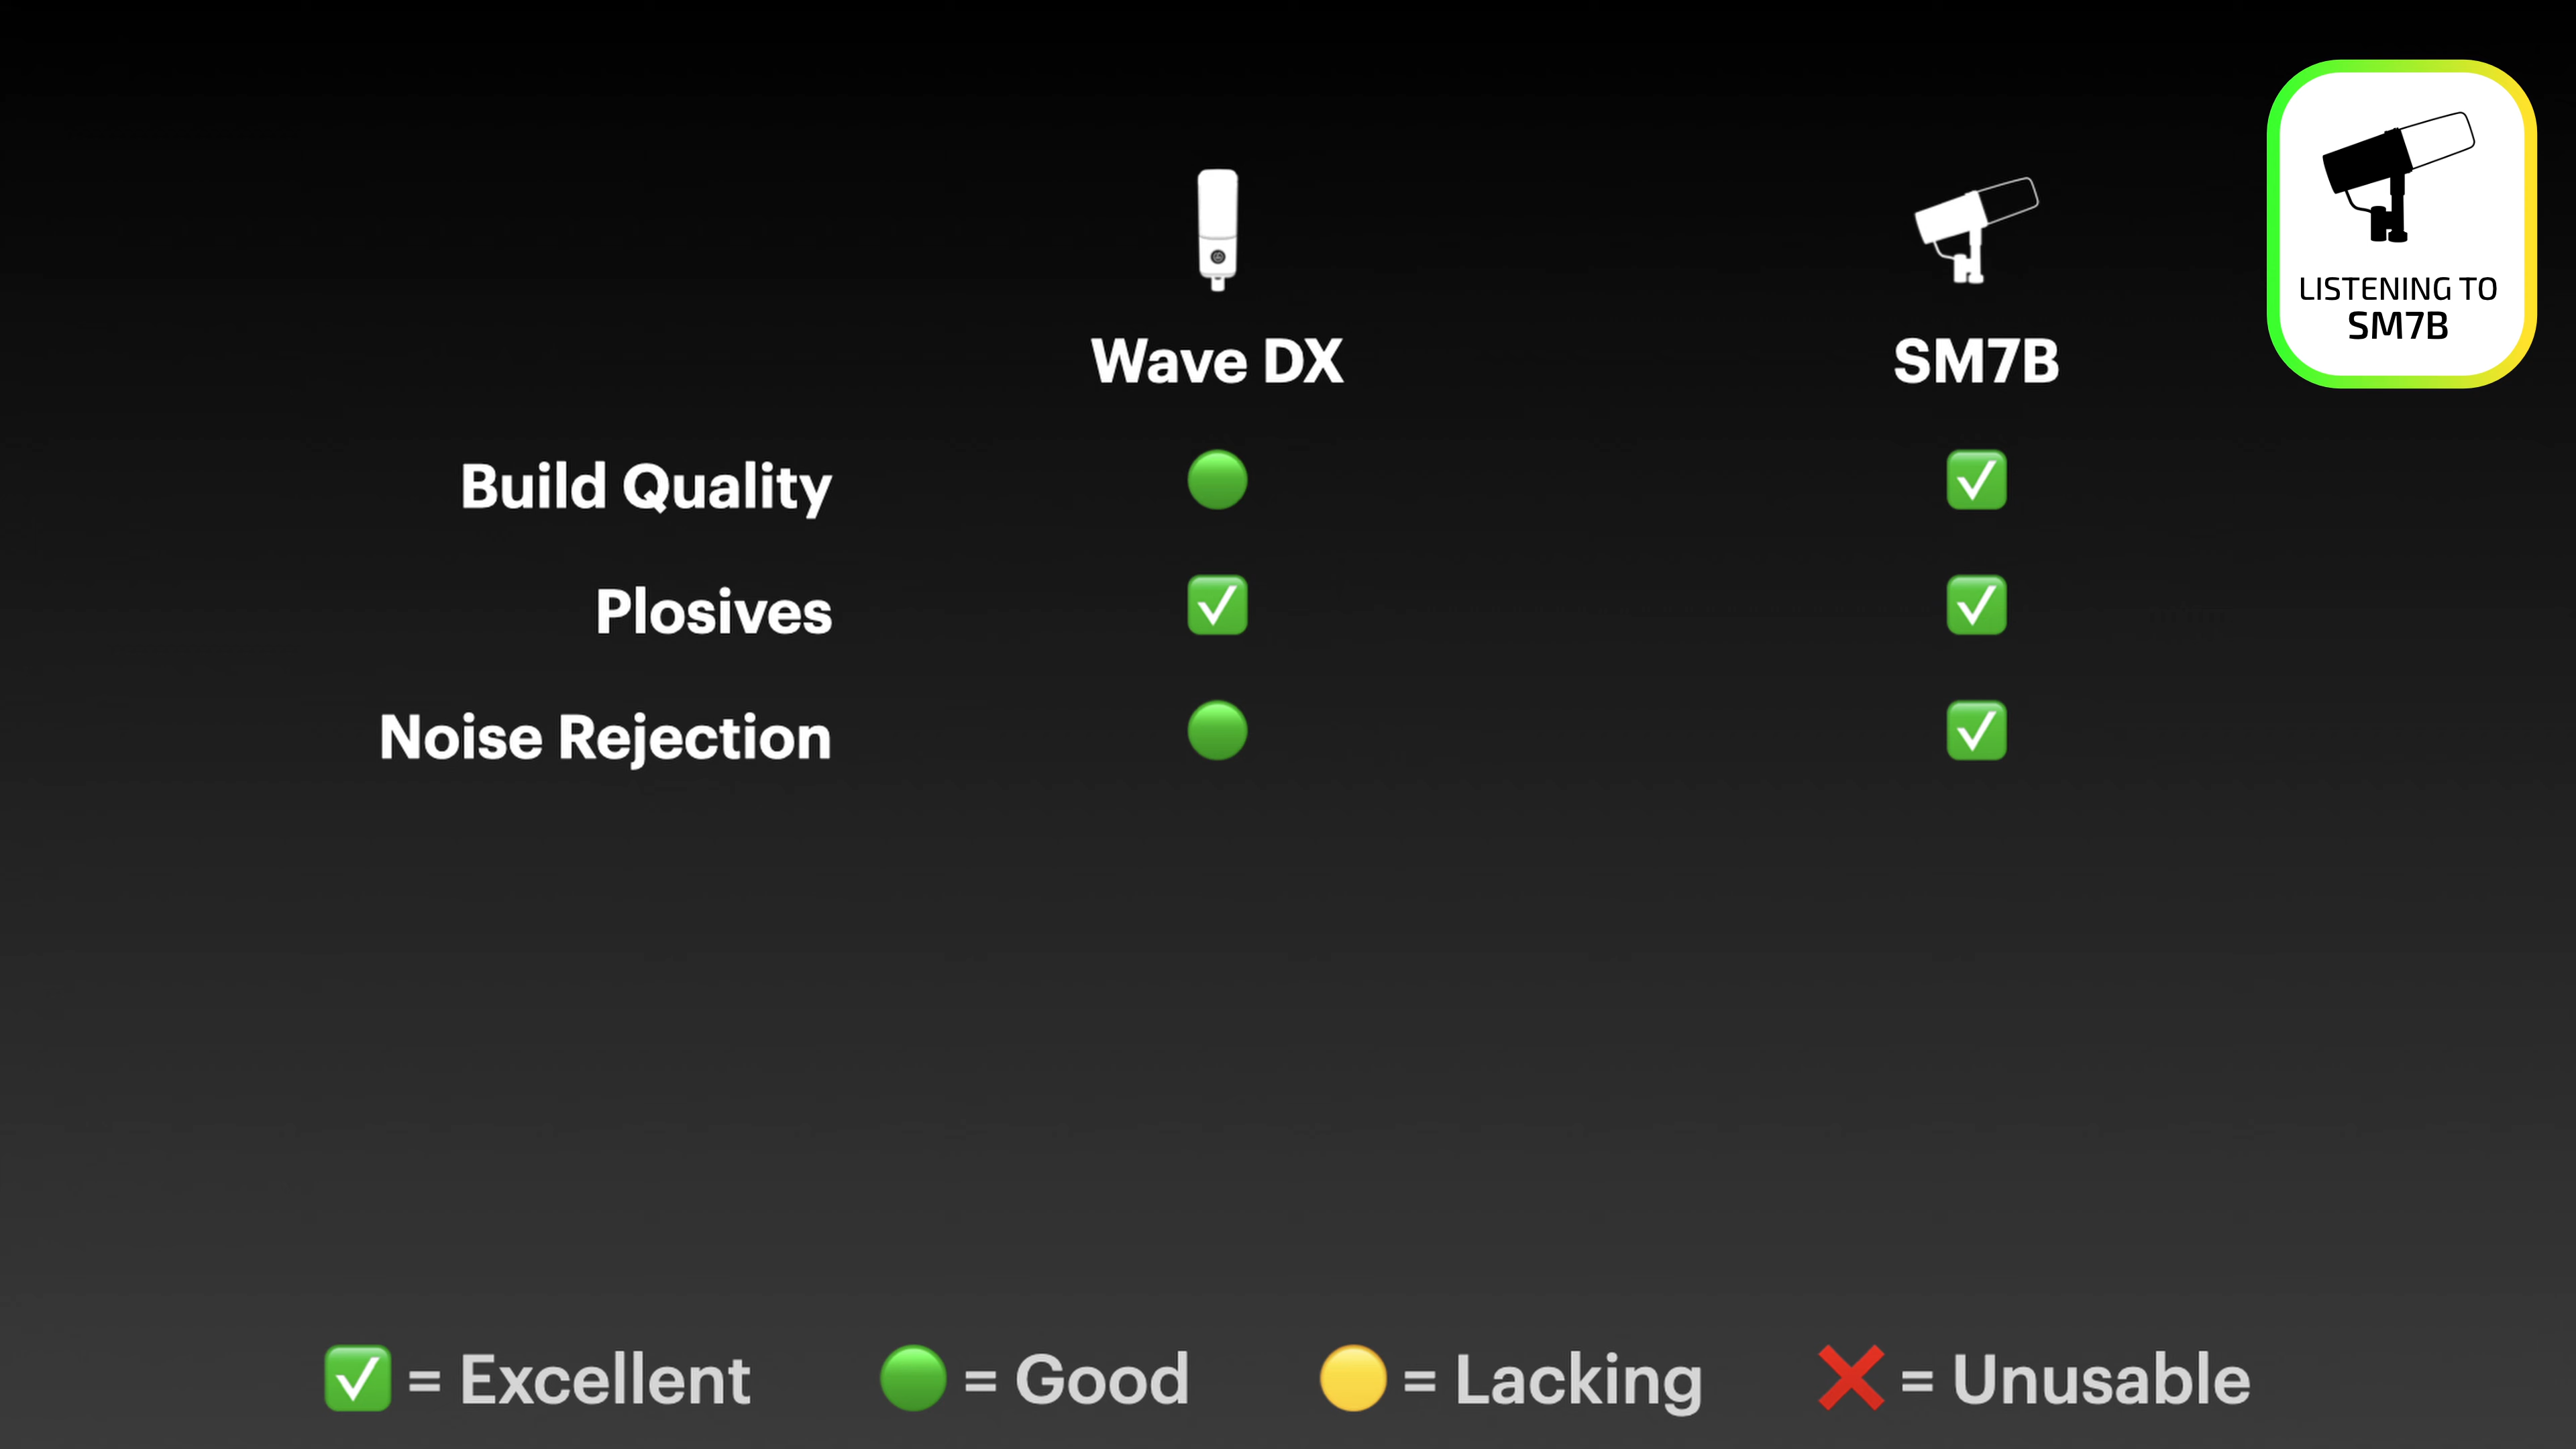 Wave DX
SM7B
LISTENING TO
SM7B
Build Quality
Plosives
Noise Rejection
= Excellent
= Good
= Lacking
= Unusable